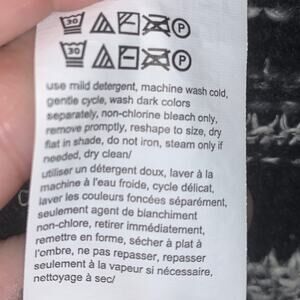 30 P
30 P
use mild detergent, machine wash cold,
gentle cycle, wash dark colors
separately, non-chlorine bleach only,
remove promptly, reshape to size, dry
flat in shade, do not iron, steam only if
needed, dry clean/
utiliser un détergent doux, laver à la
machine à l'eau froide, cycle délicat,
laver les couleurs foncées séparément,
seulement agent de blanchiment
non-chlore, retirer immédiatement,
remettre en forme, sécher à plat à
l'ombre, ne pas repasser, repasser
seulement à la vapeur si nécessaire,
nettoyage à sec/